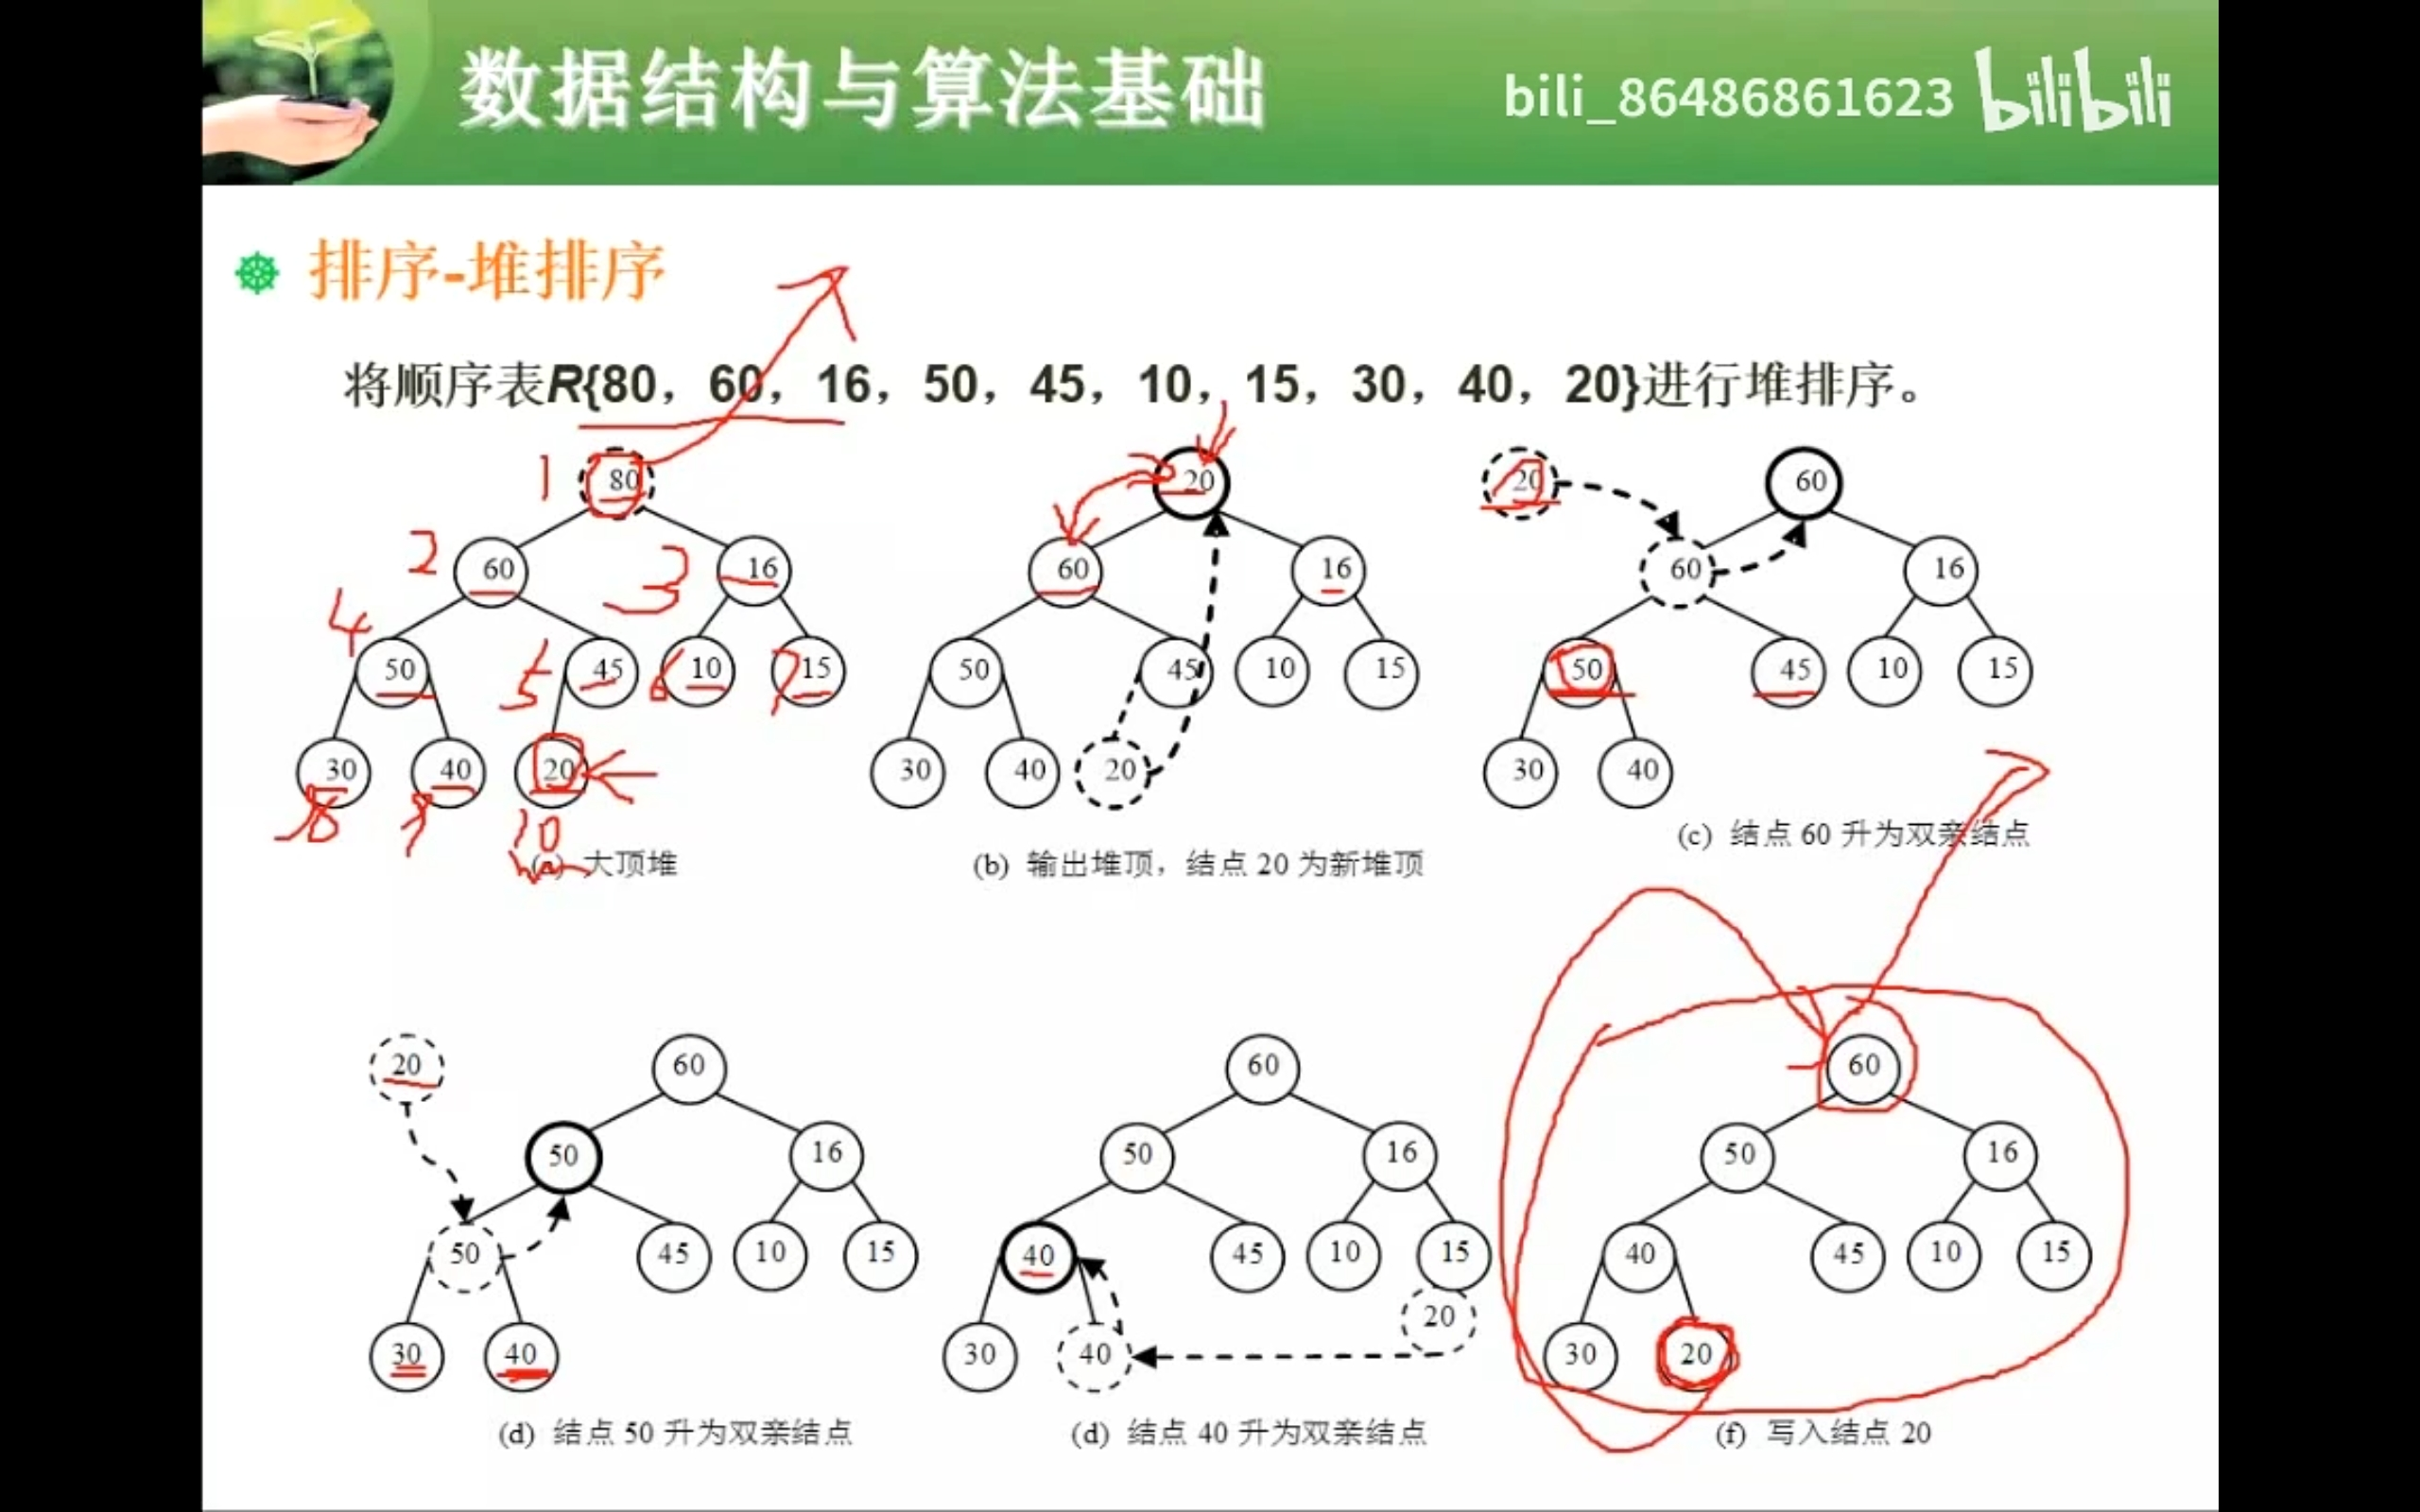 数据结构与算法基础
bili_86486861623 bilibili
排序-堆排序
将顺序表R{80，60，16，50，45，10，15，30，40，20}进行堆排序。
1 80 20 20 60
2 60 3 16 60 16 60 16
4 50 5 45 6 10 7 15 50 45 10 15 50 45 10 15
30 40 20 30 40 20 30 40
8 9 10
(a) 大顶堆
(b) 输出堆顶，结点 20 为新堆顶
(c) 结点 60 升为双亲结点
20 60 60 60
50 16 50 16 50 16
50 45 10 15 40 45 10 15 40 45 10 15
20
30 40 30 40 30 20
(d) 结点 50 升为双亲结点
(d) 结点 40 升为双亲结点
(f) 写入结点 20